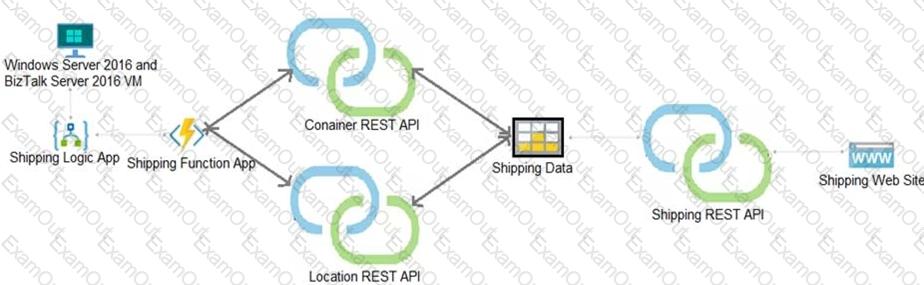 Windows Server 2016 and
BizTalk Server 2016 VM
Shipping Logic App
Shipping Function App
Conainer REST API
Location REST API
Shipping Data
Shipping REST API
WWW
Shipping Web Site